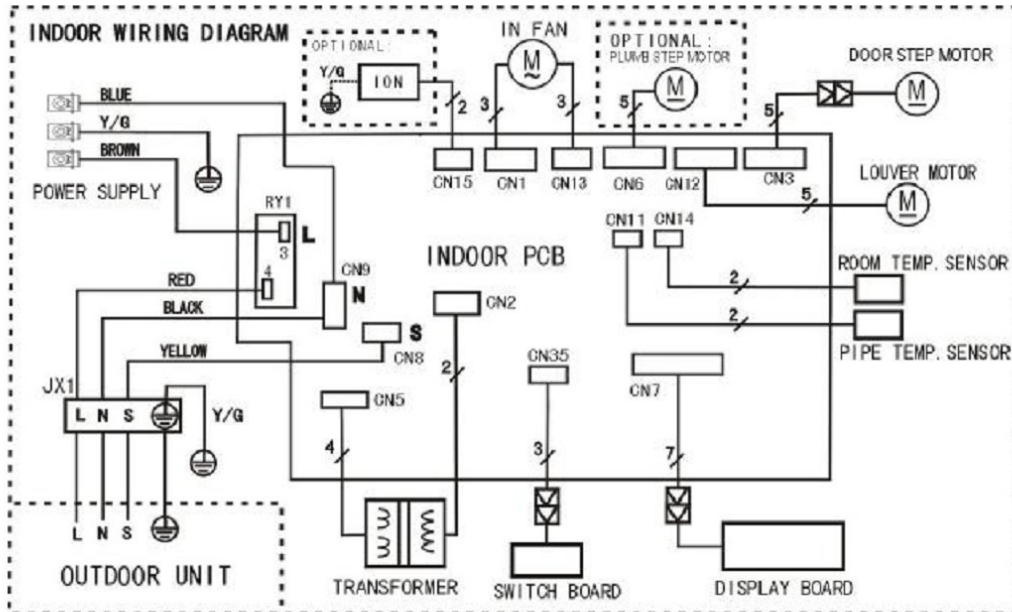 INDOOR WIRING DIAGRAM
OPTIONAL:
Y/G
ION
2
IN FAN
M
~
3
3
OPTIONAL:
PLUMB STEP MOTOR
M
5
DOOR STEP MOTOR
M
5
BLUE
Y/G
BROWN
POWER SUPPLY
CN15
CN1
CN13
CN6
CN12
CN3
LOUVER MOTOR
M
5
RY1
L
3
4
CN11
CN14
INDOOR PCB
CN9
N
RED
BLACK
YELLOW
S
CN8
CN2
2
ROOM TEMP. SENSOR
2
PIPE TEMP. SENSOR
2
CN35
CN7
CN5
JX1
L N S
Y/G
4
3
7
L N S
OUTDOOR UNIT
TRANSFORMER
SWITCH BOARD
DISPLAY BOARD